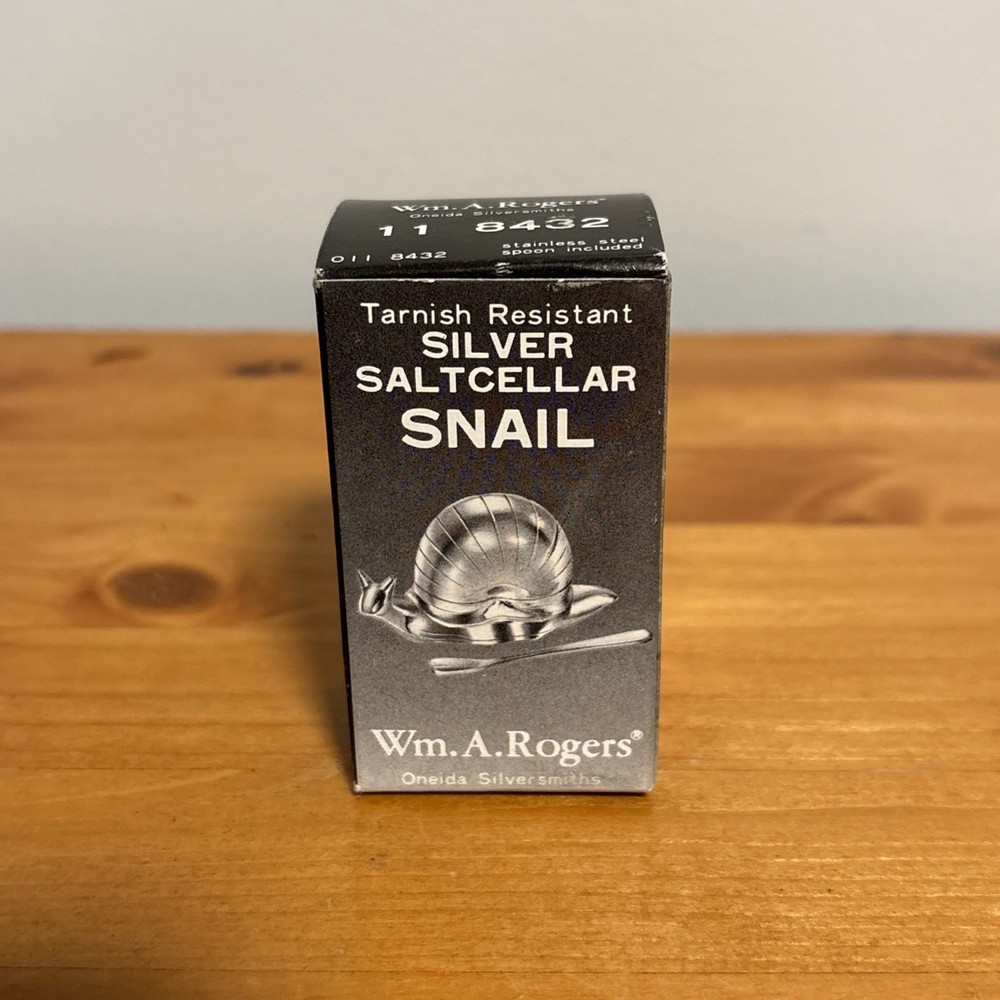 Wm.A.Rogers®
Oneida Silversmiths
11 8432
stainless steel
011 8432 spoon included
Tarnish Resistant
SILVER
SALTCELLAR
SNAIL
Wm.A.Rogers®
Oneida Silversmiths